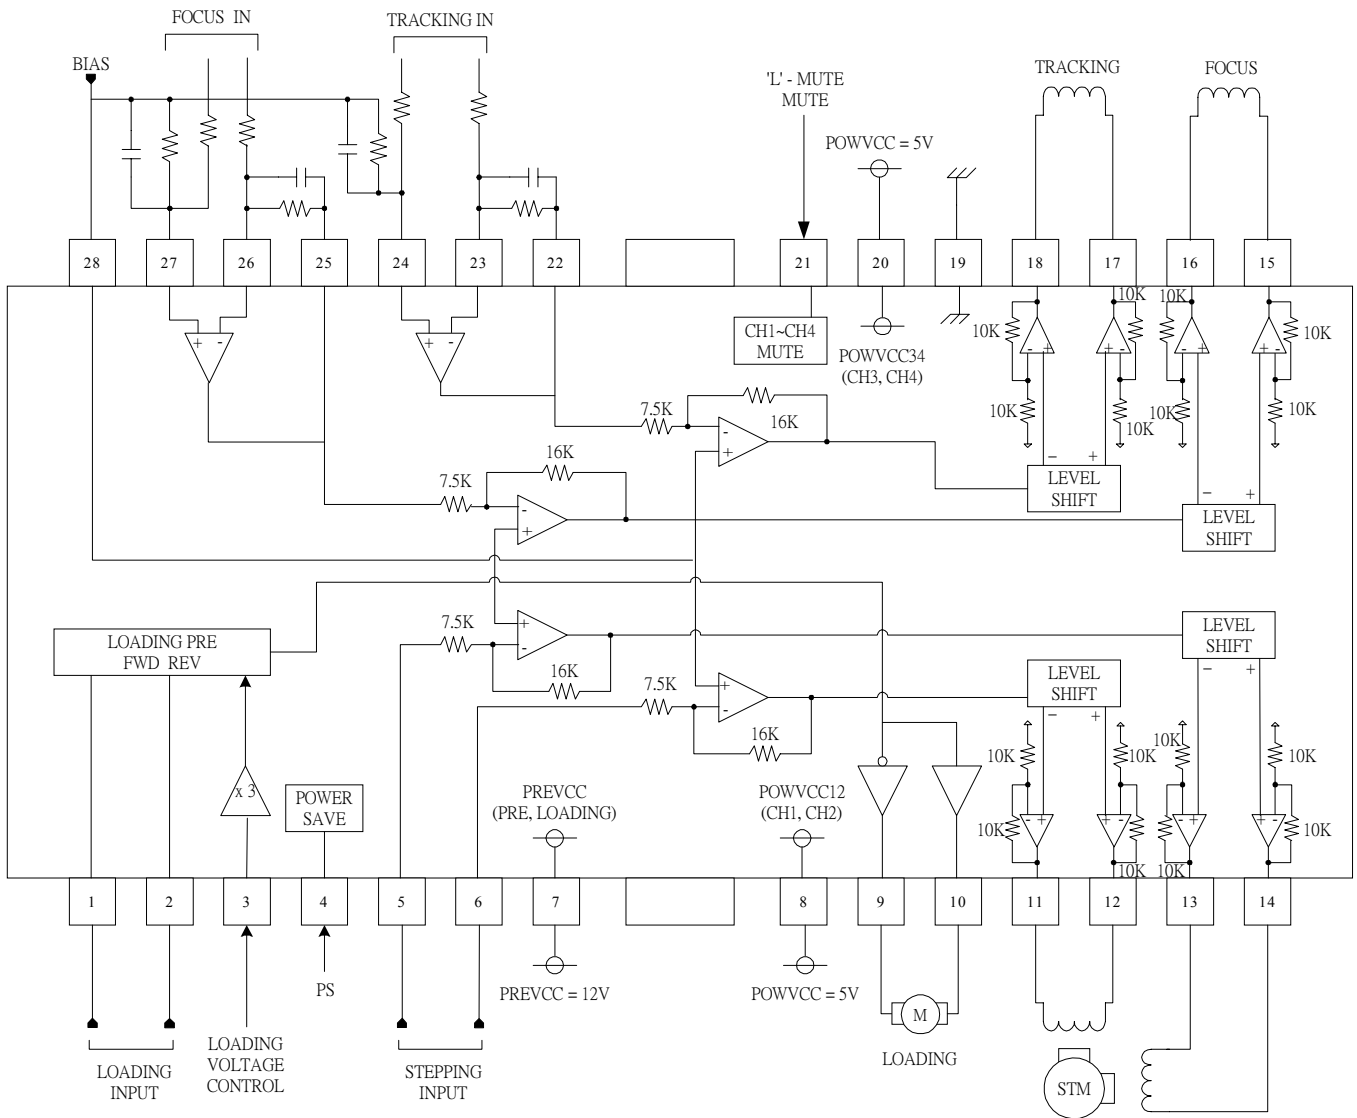 FOCUS IN
TRACKING IN
BIAS
'L' - MUTE
MUTE
POWVCC = 5V
TRACKING
FOCUS
28
27
26
25
24
23
22
21
20
19
18
17
16
15
+ -
+ -
CH1~CH4
MUTE
POWVCC34
(CH3, CH4)
10K
10K
10K
10K
10K
10K
- +
+ -
- +
+ -
10K
10K
10K
10K
7.5K
16K
-
+
- +
LEVEL
SHIFT
7.5K
16K
-
+
- +
LEVEL
SHIFT
LOADING PRE
FWD REV
7.5K
+
-
16K
LEVEL
SHIFT
- +
7.5K
+
-
16K
LEVEL
SHIFT
- +
x 3
POWER
SAVE
PREVCC
(PRE, LOADING)
POWVCC12
(CH1, CH2)
10K
10K
10K
10K
10K
10K
10K
- +
+ -
+ -
+ -
10K
10K
1
2
3
4
5
6
7
8
9
10
11
12
13
14
PS
PREVCC = 12V
POWVCC = 5V
M
LOADING
INPUT
LOADING
VOLTAGE
CONTROL
STEPPING
INPUT
LOADING
STM